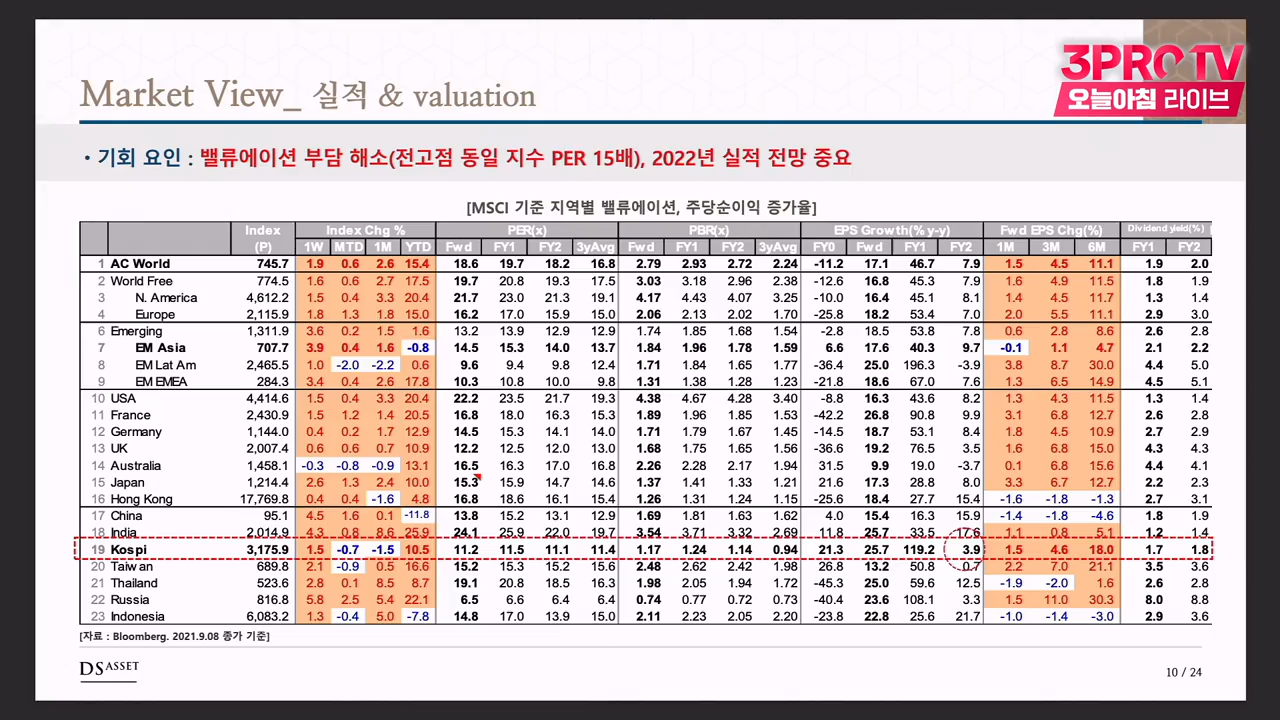 3PRO TV
오늘아침 라이브
Market View_ 실적 & valuation
• 기회 요인 : 밸류에이션 부담 해소(전고점 동일 지수 PER 15배), 2022년 실적 전망 중요
[MSCI 기준 지역별 밸류에이션, 주당순이익 증가율]
Index Index Chg % PER(x) PBR(x) EPS Growth(% y-y) Fwd EPS Chg(%) Dividend yield(%)
(P) 1W MTD 1M YTD Fwd FY1 FY2 3yAvg Fwd FY1 FY2 3yAvg FY0 Fwd FY1 FY2 1M 3M 6M FY1 FY2
1 AC World 745.7 1.9 0.6 2.6 15.4 18.6 19.7 18.2 16.8 2.79 2.93 2.72 2.24 -11.2 17.1 46.7 7.9 1.5 4.5 11.1 1.9 2.0
2 World Free 774.5 1.6 0.6 2.7 17.5 19.7 20.8 19.3 17.5 3.03 3.18 2.96 2.38 -12.6 16.8 45.3 7.9 1.6 4.9 11.5 1.8 1.9
3 N. America 4,612.2 1.5 0.4 3.3 20.4 21.7 23.0 21.3 19.1 4.17 4.43 4.07 3.25 -10.0 16.4 45.1 8.1 1.4 4.5 11.7 1.3 1.4
4 Europe 2,115.9 1.8 1.3 1.8 15.0 16.2 17.0 15.9 15.0 2.06 2.13 2.02 1.70 -25.8 18.2 53.4 7.0 2.0 5.5 11.1 2.9 3.0
6 Emerging 1,311.9 3.6 0.2 1.5 1.6 13.2 13.9 12.9 12.9 1.74 1.85 1.68 1.54 -2.8 18.5 53.8 7.8 0.6 2.8 8.6 2.6 2.8
7 EM Asia 707.7 3.9 0.4 1.6 -0.8 14.5 15.3 14.0 13.7 1.84 1.96 1.78 1.59 6.6 17.6 40.3 9.7 -0.1 1.1 4.7 2.1 2.2
8 EM Lat Am 2,465.5 1.0 -2.0 -2.2 0.6 9.6 9.4 9.8 12.4 1.71 1.84 1.65 1.77 -36.4 25.0 196.3 -3.9 3.8 8.7 30.0 4.4 5.0
9 EM EMEA 284.3 3.4 0.4 2.6 17.8 10.3 10.8 10.0 9.8 1.31 1.38 1.28 1.23 -21.8 18.6 67.0 7.6 1.3 6.5 14.9 4.5 5.1
10 USA 4,414.6 1.5 0.4 3.3 20.4 22.2 23.5 21.7 19.3 4.38 4.67 4.28 3.40 -8.8 16.3 43.6 8.2 1.3 4.3 11.5 1.3 1.4
11 France 2,430.9 1.5 1.2 1.4 20.5 16.8 18.0 16.3 15.3 1.89 1.96 1.85 1.53 -42.2 26.8 90.8 9.9 3.1 6.8 12.7 2.6 2.8
12 Germany 1,144.0 0.4 0.2 1.7 12.9 14.5 15.3 14.1 14.0 1.71 1.79 1.67 1.45 -14.5 18.7 53.1 8.4 1.8 4.5 10.9 2.7 2.9
13 UK 2,007.4 0.6 0.6 0.7 10.9 12.2 12.5 12.0 13.0 1.68 1.75 1.65 1.56 -36.6 19.2 76.5 3.5 1.6 6.8 15.0 4.3 4.3
14 Australia 1,458.1 -0.3 -0.8 -0.9 13.1 16.5 16.3 17.0 16.8 2.26 2.28 2.17 1.94 31.5 9.9 19.0 -3.7 0.1 6.8 15.6 4.4 4.1
15 Japan 1,214.4 2.6 1.3 2.4 10.0 15.3 15.9 14.7 14.6 1.37 1.41 1.33 1.21 21.6 17.3 28.8 8.0 3.3 6.7 12.7 2.2 2.3
16 Hong Kong 17,769.8 0.4 0.4 -1.6 4.8 16.8 18.6 16.1 15.4 1.26 1.31 1.24 1.15 -25.6 18.4 27.7 15.4 -1.6 -1.8 -1.3 2.7 3.1
17 China 95.1 4.5 1.6 0.1 -11.8 13.8 15.2 13.1 12.9 1.69 1.81 1.63 1.62 4.0 15.4 16.3 15.9 -1.4 -1.8 -4.6 1.8 1.9
18 India 2,014.9 4.3 0.8 8.6 25.9 24.1 25.9 22.0 19.7 3.54 3.71 3.32 2.69 11.8 25.7 33.5 17.6 1.1 0.8 5.1 1.2 1.4
19 Kospi 3,175.9 1.5 -0.7 -1.5 10.5 11.2 11.5 11.1 11.4 1.17 1.24 1.14 0.94 21.3 25.7 119.2 3.9 1.5 4.6 18.0 1.7 1.8
20 Taiwan 689.8 2.1 -0.9 0.5 16.6 15.2 15.3 15.2 15.6 2.48 2.62 2.42 1.98 26.8 13.2 50.8 0.7 2.2 7.0 21.1 3.5 3.6
21 Thailand 523.6 2.8 0.1 8.5 8.7 19.1 20.8 18.5 16.3 1.98 2.05 1.94 1.72 -45.3 25.0 59.6 12.5 -1.9 -2.0 1.6 2.6 2.8
22 Russia 816.8 5.8 2.5 5.4 22.1 6.5 6.6 6.4 6.4 0.74 0.77 0.72 0.73 -40.4 23.6 108.1 3.3 1.5 11.0 30.3 8.0 8.8
23 Indonesia 6,083.2 1.3 -0.4 5.0 -7.8 14.8 17.0 13.9 15.0 2.11 2.23 2.05 2.20 -23.8 22.8 25.6 21.7 -1.0 -1.4 -3.0 2.9 3.6
[자료 : Bloomberg. 2021.9.08 종가 기준]
DS ASSET
10 / 24